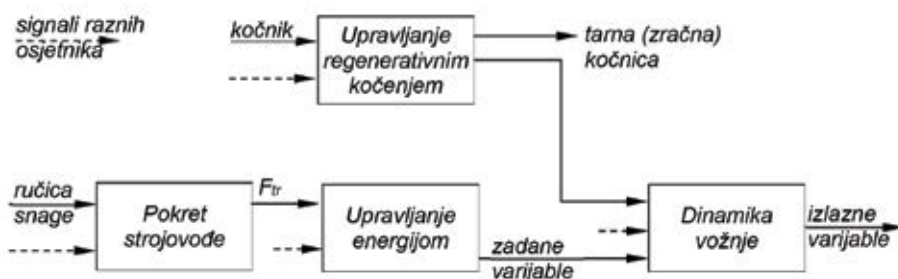 signali raznih
osjetnika
kočnik
Upravljanje
regenerativnim
kočenjem
tarna (zračna)
kočnica
ručica
snage
Pokret
strojovođe
Ftr
Upravljanje
energijom
zadane
varijable
Dinamika
vožnje
izlazne
varijable